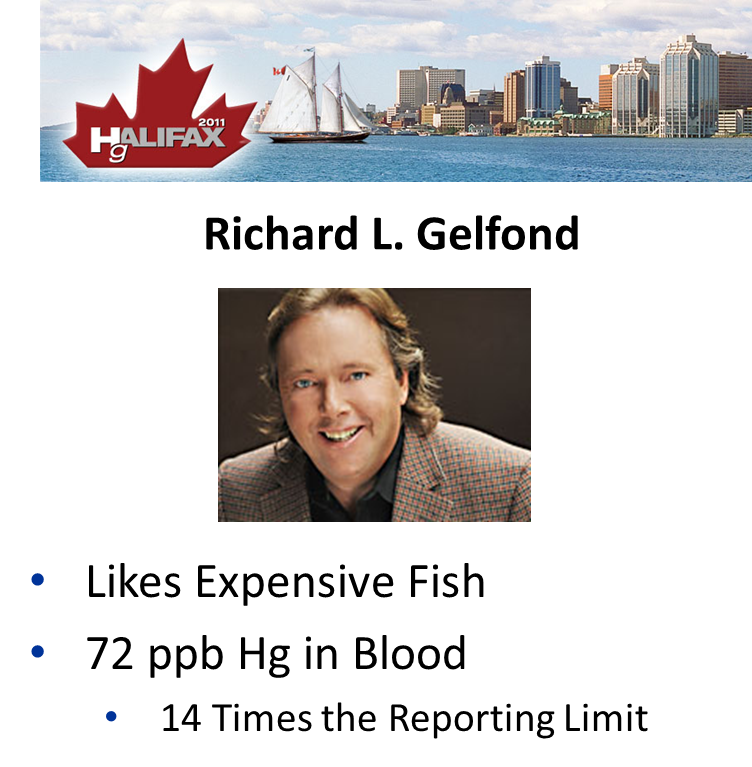 2011
HgALIFAX
Richard L. Gelfond
• Likes Expensive Fish
• 72 ppb Hg in Blood
• 14 Times the Reporting Limit